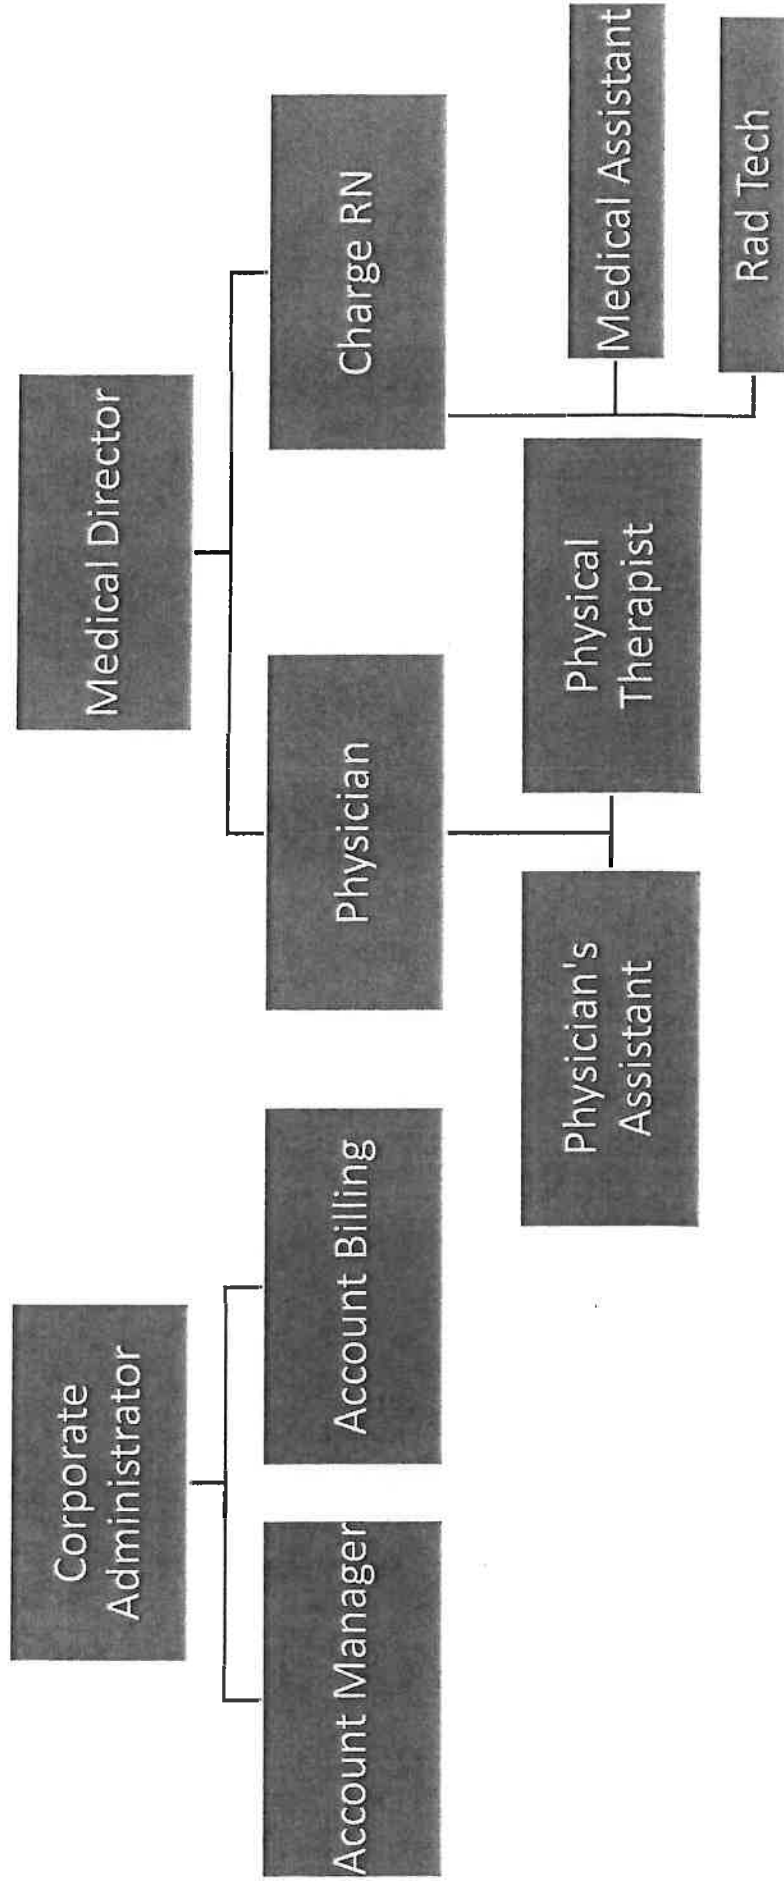 Corporate
Administrator
Medical Director
Account Manager
Account Billing
Physician
Charge RN
Physician's
Assistant
Physical
Therapist
Medical Assistant
Rad Tech